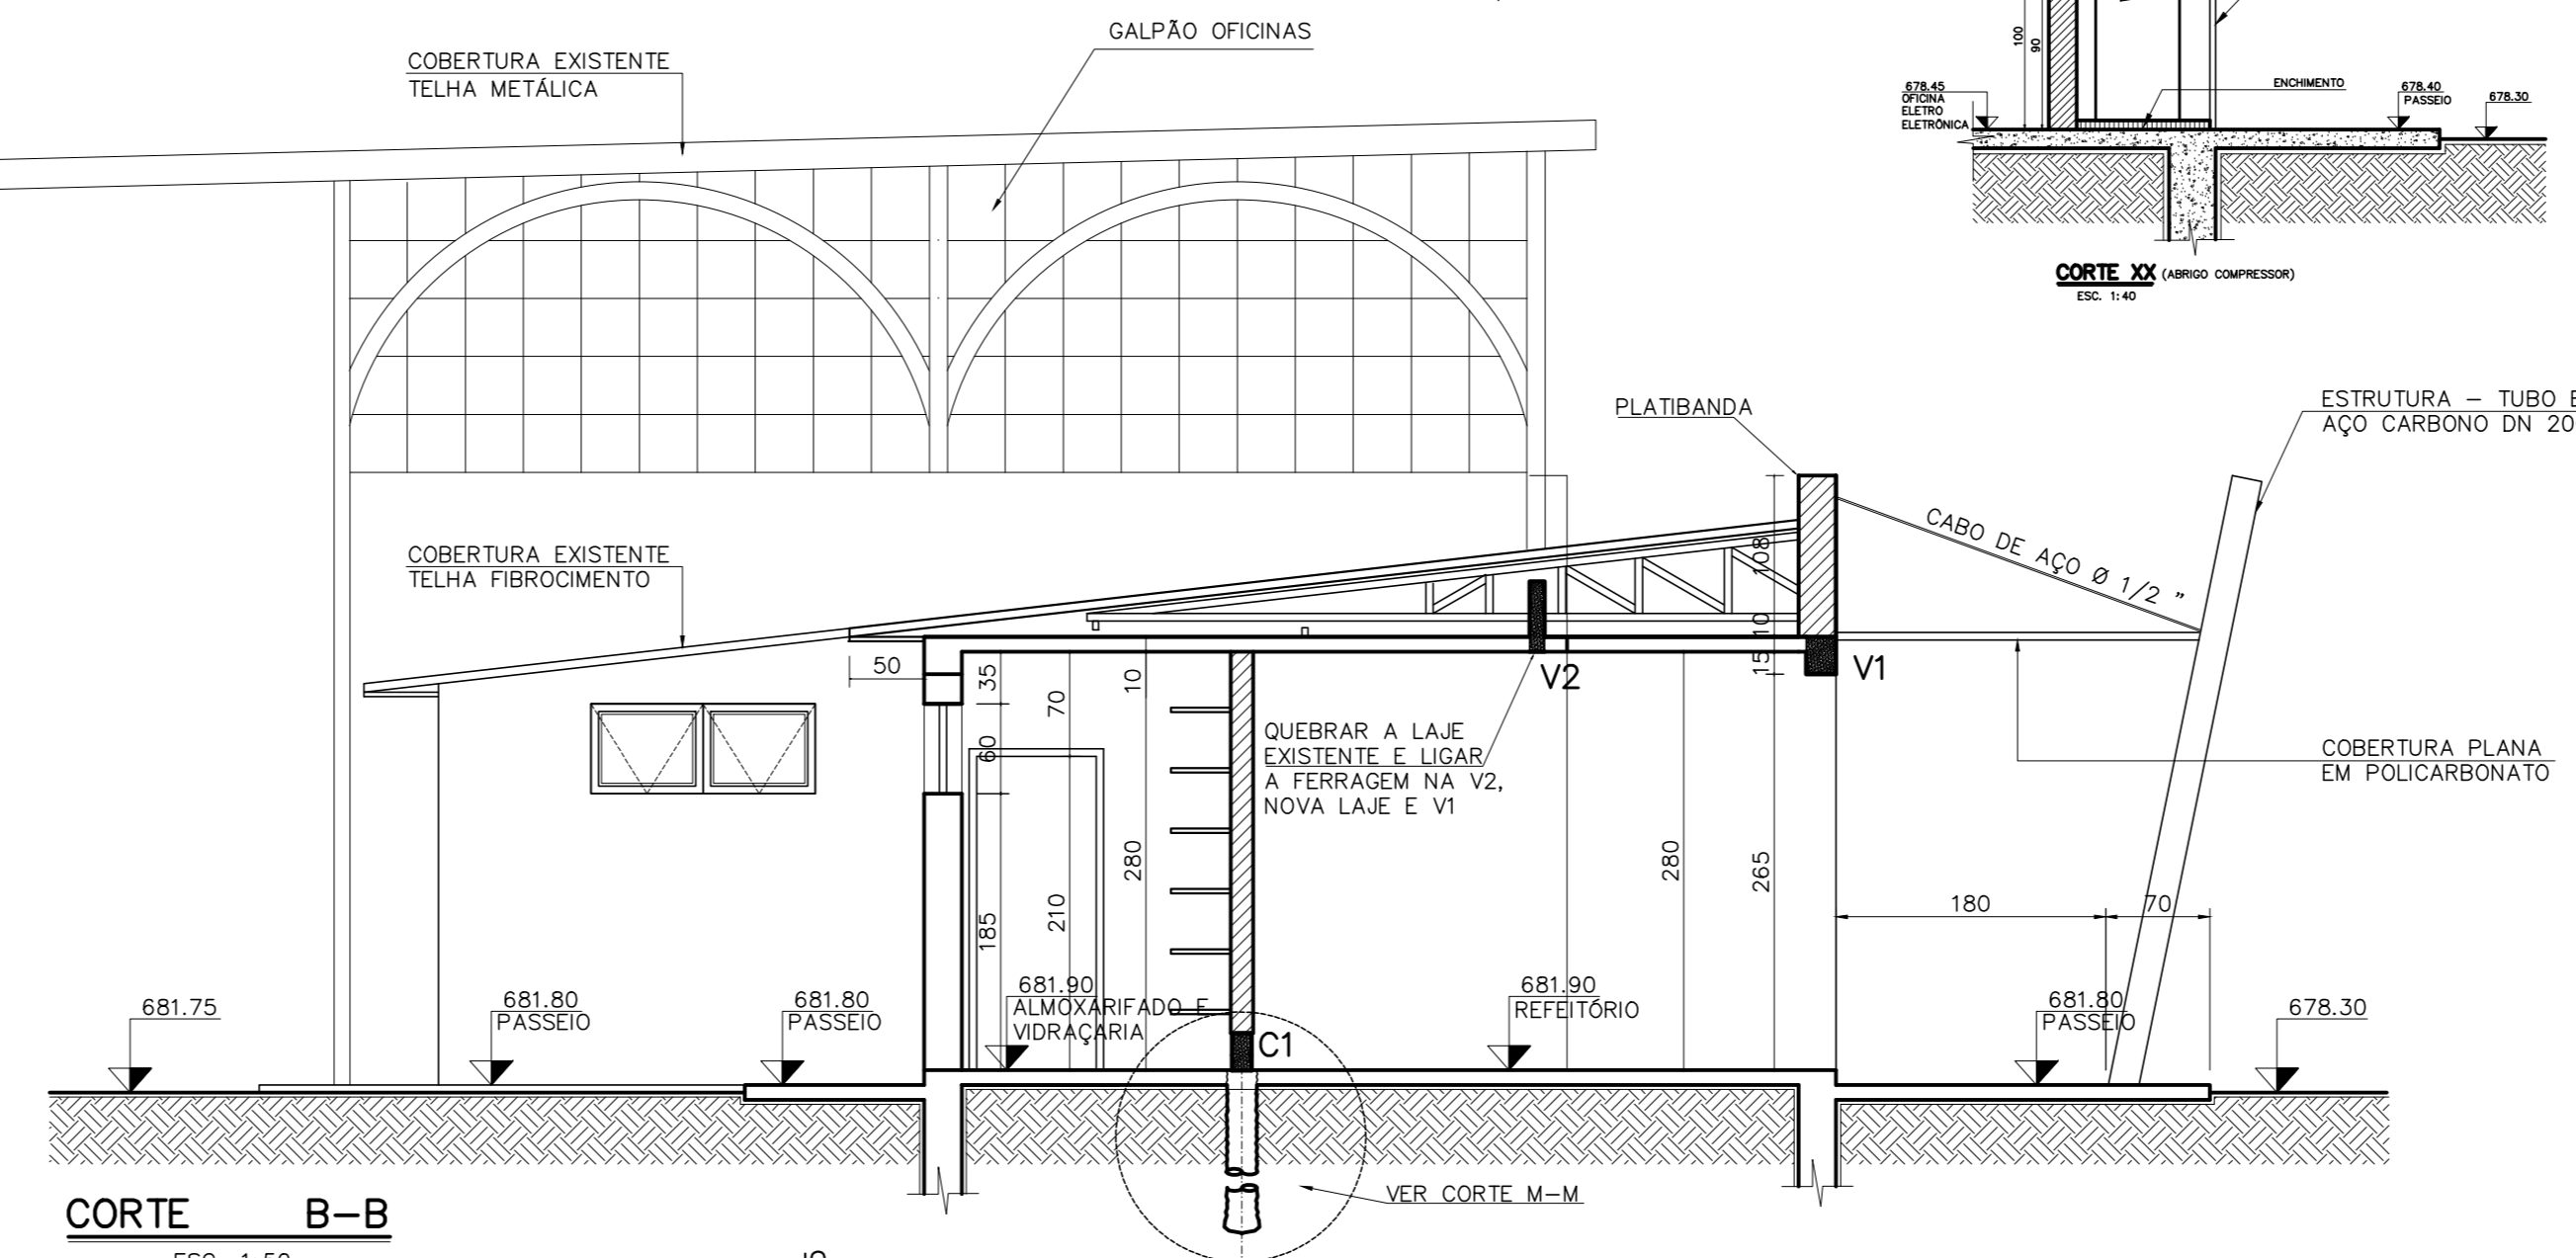 GALPÃO OFICINAS
COBERTURA EXISTENTE
TELHA METÁLICA
100
90
ENCHIMENTO
678.45
OFICINA
ELETRO
ELETRÔNICA
678.40
PASSEIO
678.30
CORTE XX (ABRIGO COMPRESSOR)
ESC. 1:40
PLATIBANDA
ESTRUTURA – TUBO
AÇO CARBONO DN 20
CABO DE AÇO Ø 1/2 "
COBERTURA EXISTENTE
TELHA FIBROCIMENTO
108
10
15
50
35
70
10
V2
V1
60
QUEBRAR A LAJE
EXISTENTE E LIGAR
A FERRAGEM NA V2,
NOVA LAJE E V1
COBERTURA PLANA
EM POLICARBONATO
280
280
265
185
210
180
70
681.75
681.80
PASSEIO
681.80
PASSEIO
681.90
ALMOXARIFADO E
VIDRAÇARIA
681.90
REFEITÓRIO
681.80
PASSEIO
678.30
C1
VER CORTE M–M
CORTE B–B
ESC. 1:50